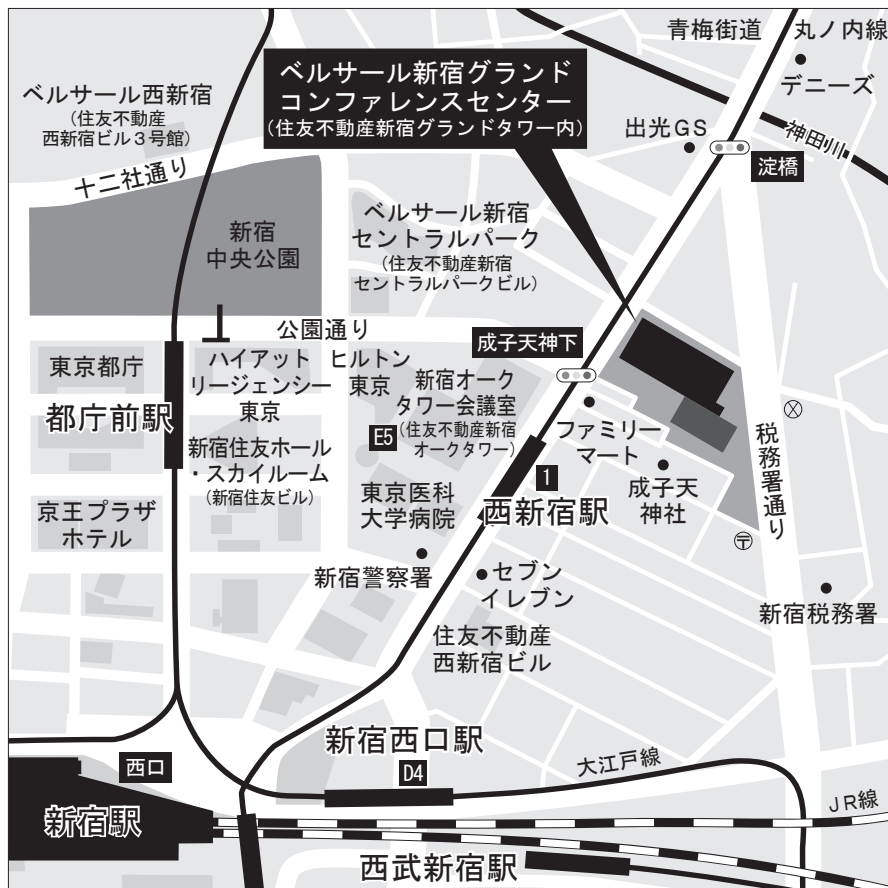 青梅街道
丸ノ内線
デニーズ
ベルサール新宿グランド
コンファレンスセンター
(住友不動産新宿グランドタワー内)
ベルサール西新宿
(住友不動産
西新宿ビル3号館)
出光GS
神田川
淀橋
十二社通り
新宿
中央公園
ベルサール新宿
セントラルパーク
(住友不動産新宿
セントラルパークビル)
公園通り
成子天神下
東京都庁
都庁前駅
ハイアット
リージェンシー
東京
ヒルトン
東京
新宿オーク
タワー会議室
(住友不動産新宿
オークタワー)
E5
ファミリー
マート
税務署通り
新宿住友ホール
・スカイルーム
(新宿住友ビル)
1
西新宿駅
成子天
神社
〒
京王プラザ
ホテル
東京医科
大学病院
新宿警察署
セブン
イレブン
新宿税務署
住友不動産
西新宿ビル
新宿西口駅
D4
大江戸線
西口
新宿駅
JR線
西武新宿駅